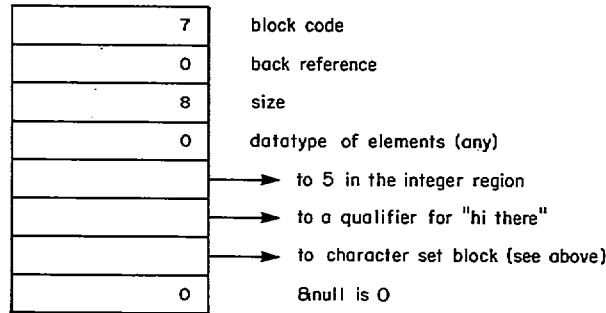 7 block code
0 back reference
8 size
0 datatype of elements (any)
to 5 in the integer region
to a qualifier for "hi there"
to character set block (see above)
0 &null is 0